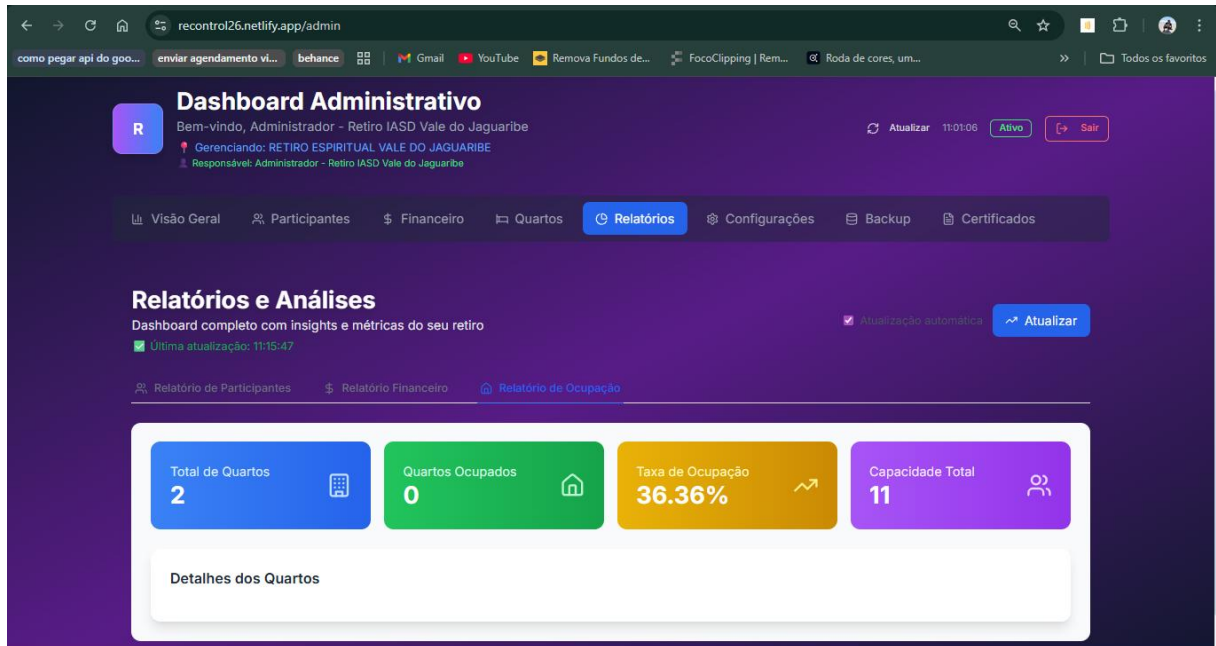 recontrol26.netlify.app/admin
como pegar api do goo...
enviar agendamento vi...
behance
Gmail
YouTube
Remova Fundos de...
FocoClipping | Rem...
Roda de cores, um...
»
Todos os favoritos
R
Dashboard Administrativo
Bem-vindo, Administrador - Retiro IASD Vale do Jaguaribe
Gerenciando: RETIRO ESPIRITUAL VALE DO JAGUARIBE
Responsável: Administrador - Retiro IASD Vale do Jaguaribe
Atualizar
11:01:06
Ativo
Sair
Visão Geral
Participantes
$ Financeiro
Quartos
Relatórios
Configurações
Backup
Certificados
Relatórios e Análises
Dashboard completo com insights e métricas do seu retiro
Última atualização: 11:15:47
Atualização automática
Atualizar
Relatório de Participantes
$ Relatório Financeiro
Relatório de Ocupação
Total de Quartos
2
Quartos Ocupados
0
Taxa de Ocupação
36.36%
Capacidade Total
11
Detalhes dos Quartos